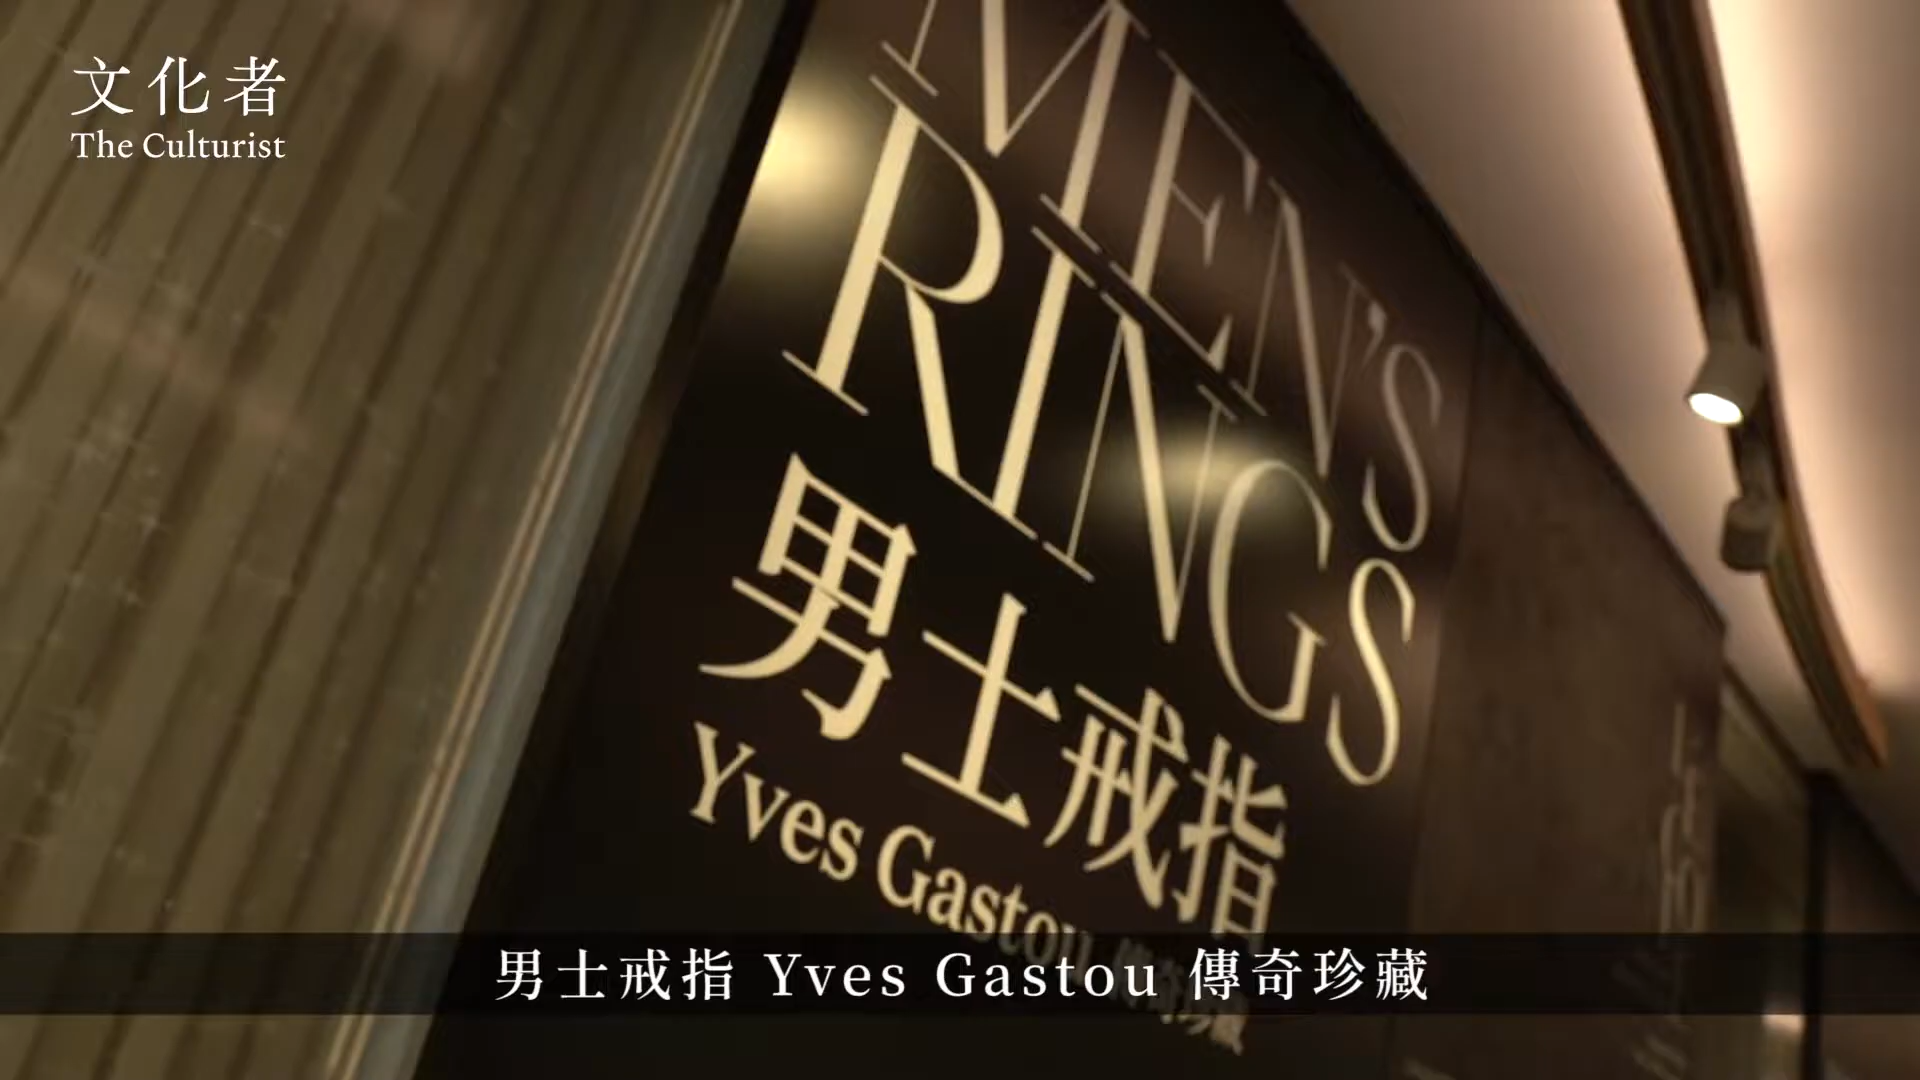 文化者
The Culturist
MEN'S
RINGS
男士戒指
Yves Gastou
男士戒指 Yves Gastou 傳奇珍藏